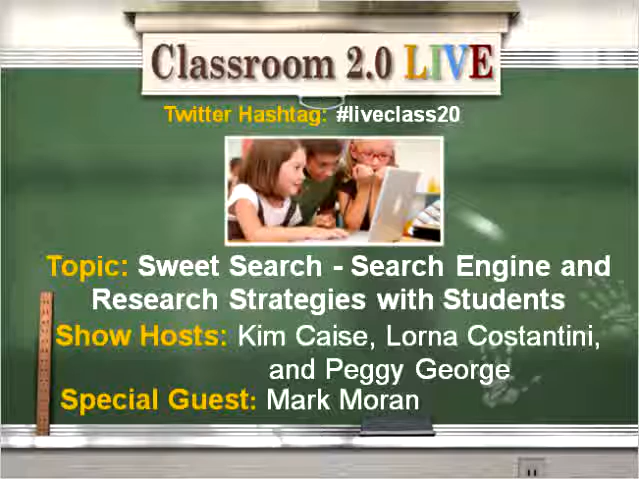 Classroom 2.0 LIVE
Twitter Hashtag: #liveclass20
Topic: Sweet Search - Search Engine and
Research Strategies with Students
Show Hosts: Kim Caise, Lorna Costantini,
and Peggy George
Special Guest: Mark Moran